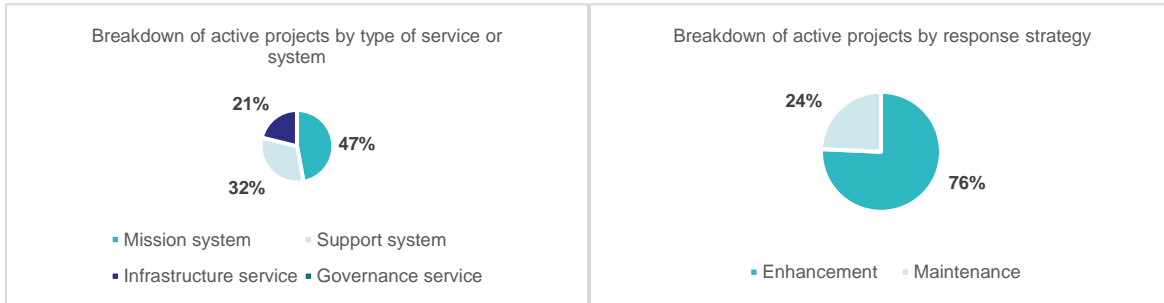 Breakdown of active projects by type of service or
system
21%
47%
32%
Mission system
Support system
Infrastructure service
Governance service
Breakdown of active projects by response strategy
24%
76%
Enhancement
Maintenance